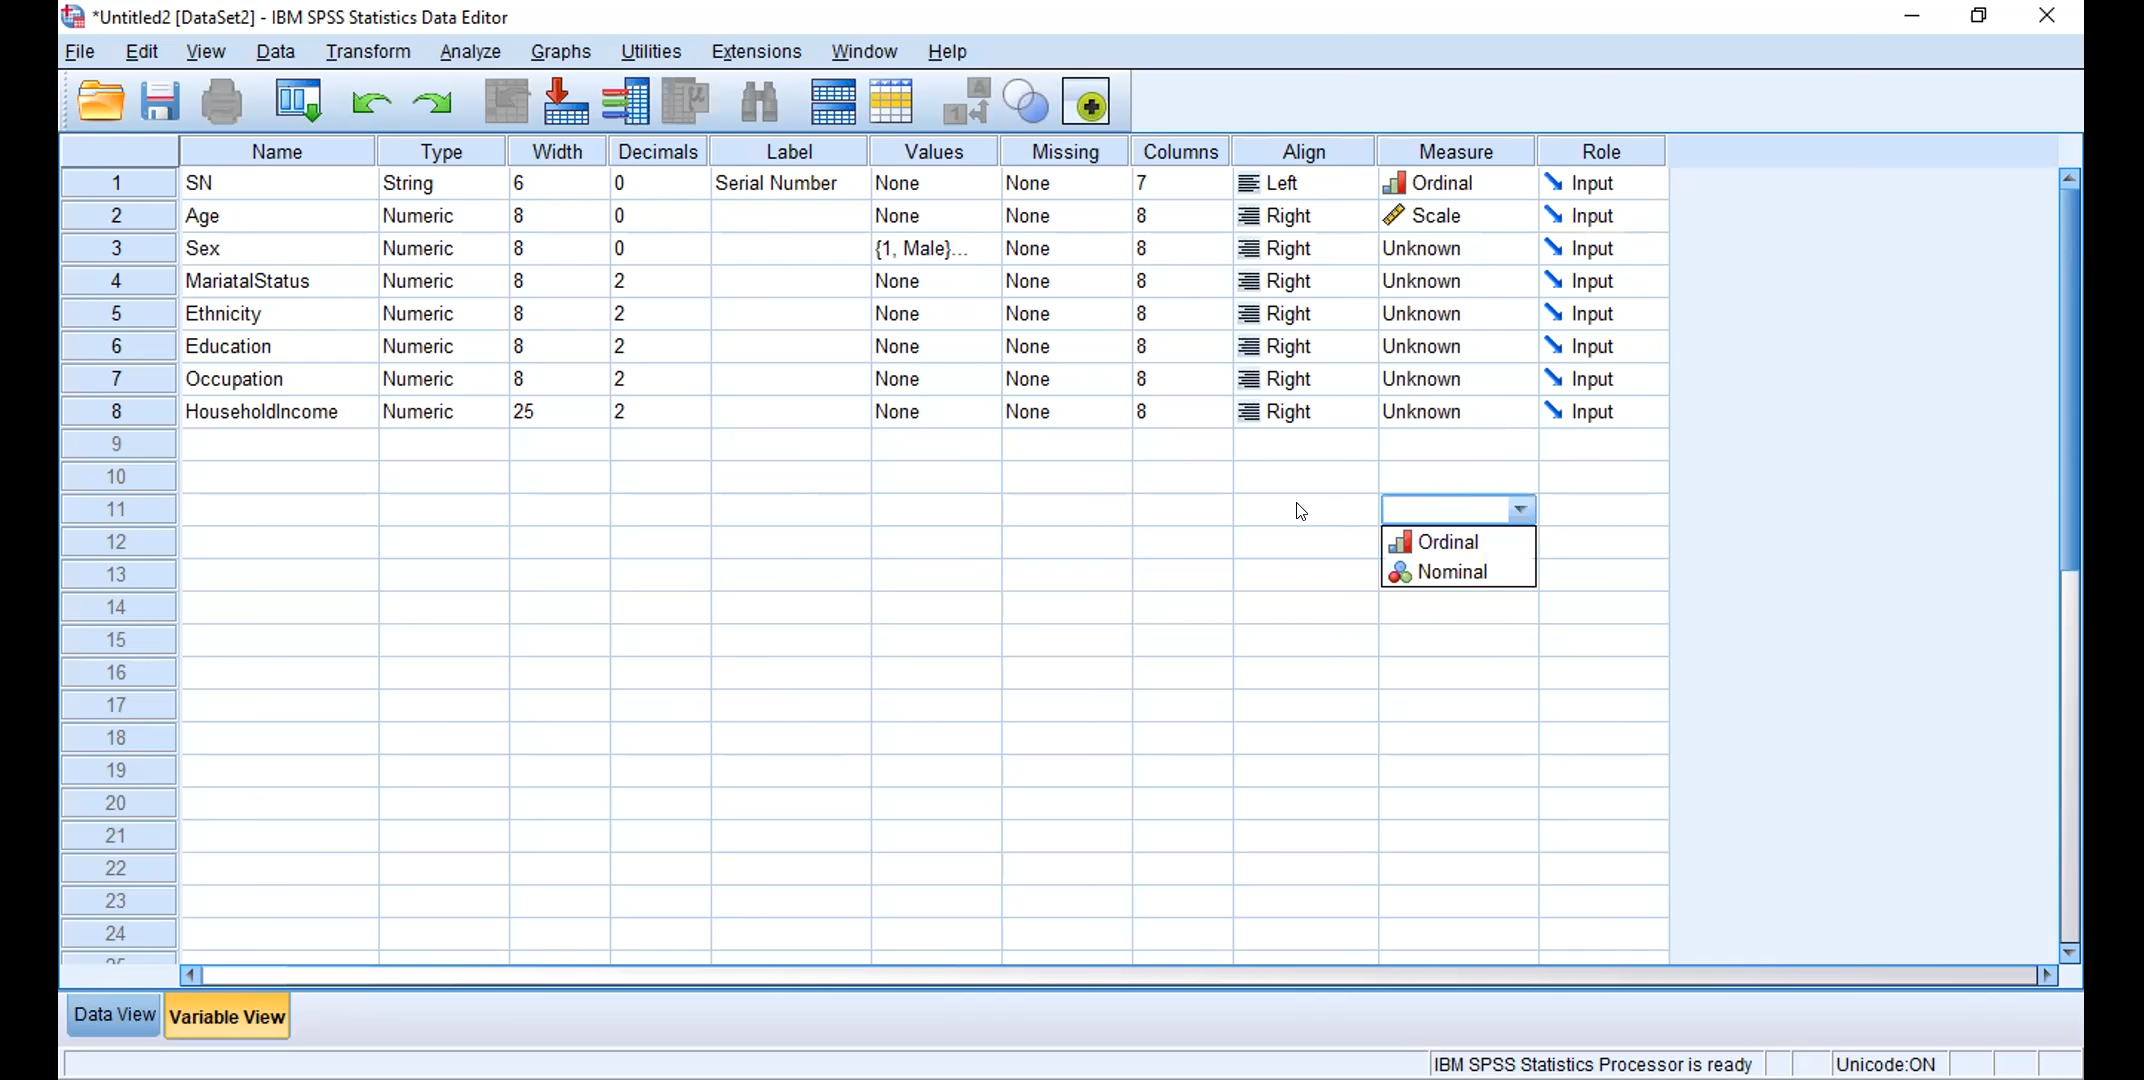 *Untitled2 [DataSet2] - IBM SPSS Statistics Data Editor
File Edit View Data Transform Analyze Graphs Utilities Extensions Window Help
Name Type Width Decimals Label Values Missing Columns Align Measure Role
1 SN String 6 0 Serial Number None None 7 Left Ordinal Input
2 Age Numeric 8 0 None None 8 Right Scale Input
3 Sex Numeric 8 0 {1, Male}... None 8 Right Unknown Input
4 MariatalStatus Numeric 8 2 None None 8 Right Unknown Input
5 Ethnicity Numeric 8 2 None None 8 Right Unknown Input
6 Education Numeric 8 2 None None 8 Right Unknown Input
7 Occupation Numeric 8 2 None None 8 Right Unknown Input
8 HouseholdIncome Numeric 25 2 None None 8 Right Unknown Input
9
10
11
12 Ordinal
13 Nominal
14
15
16
17
18
19
20
21
22
23
24
Data View Variable View
IBM SPSS Statistics Processor is ready Unicode:ON